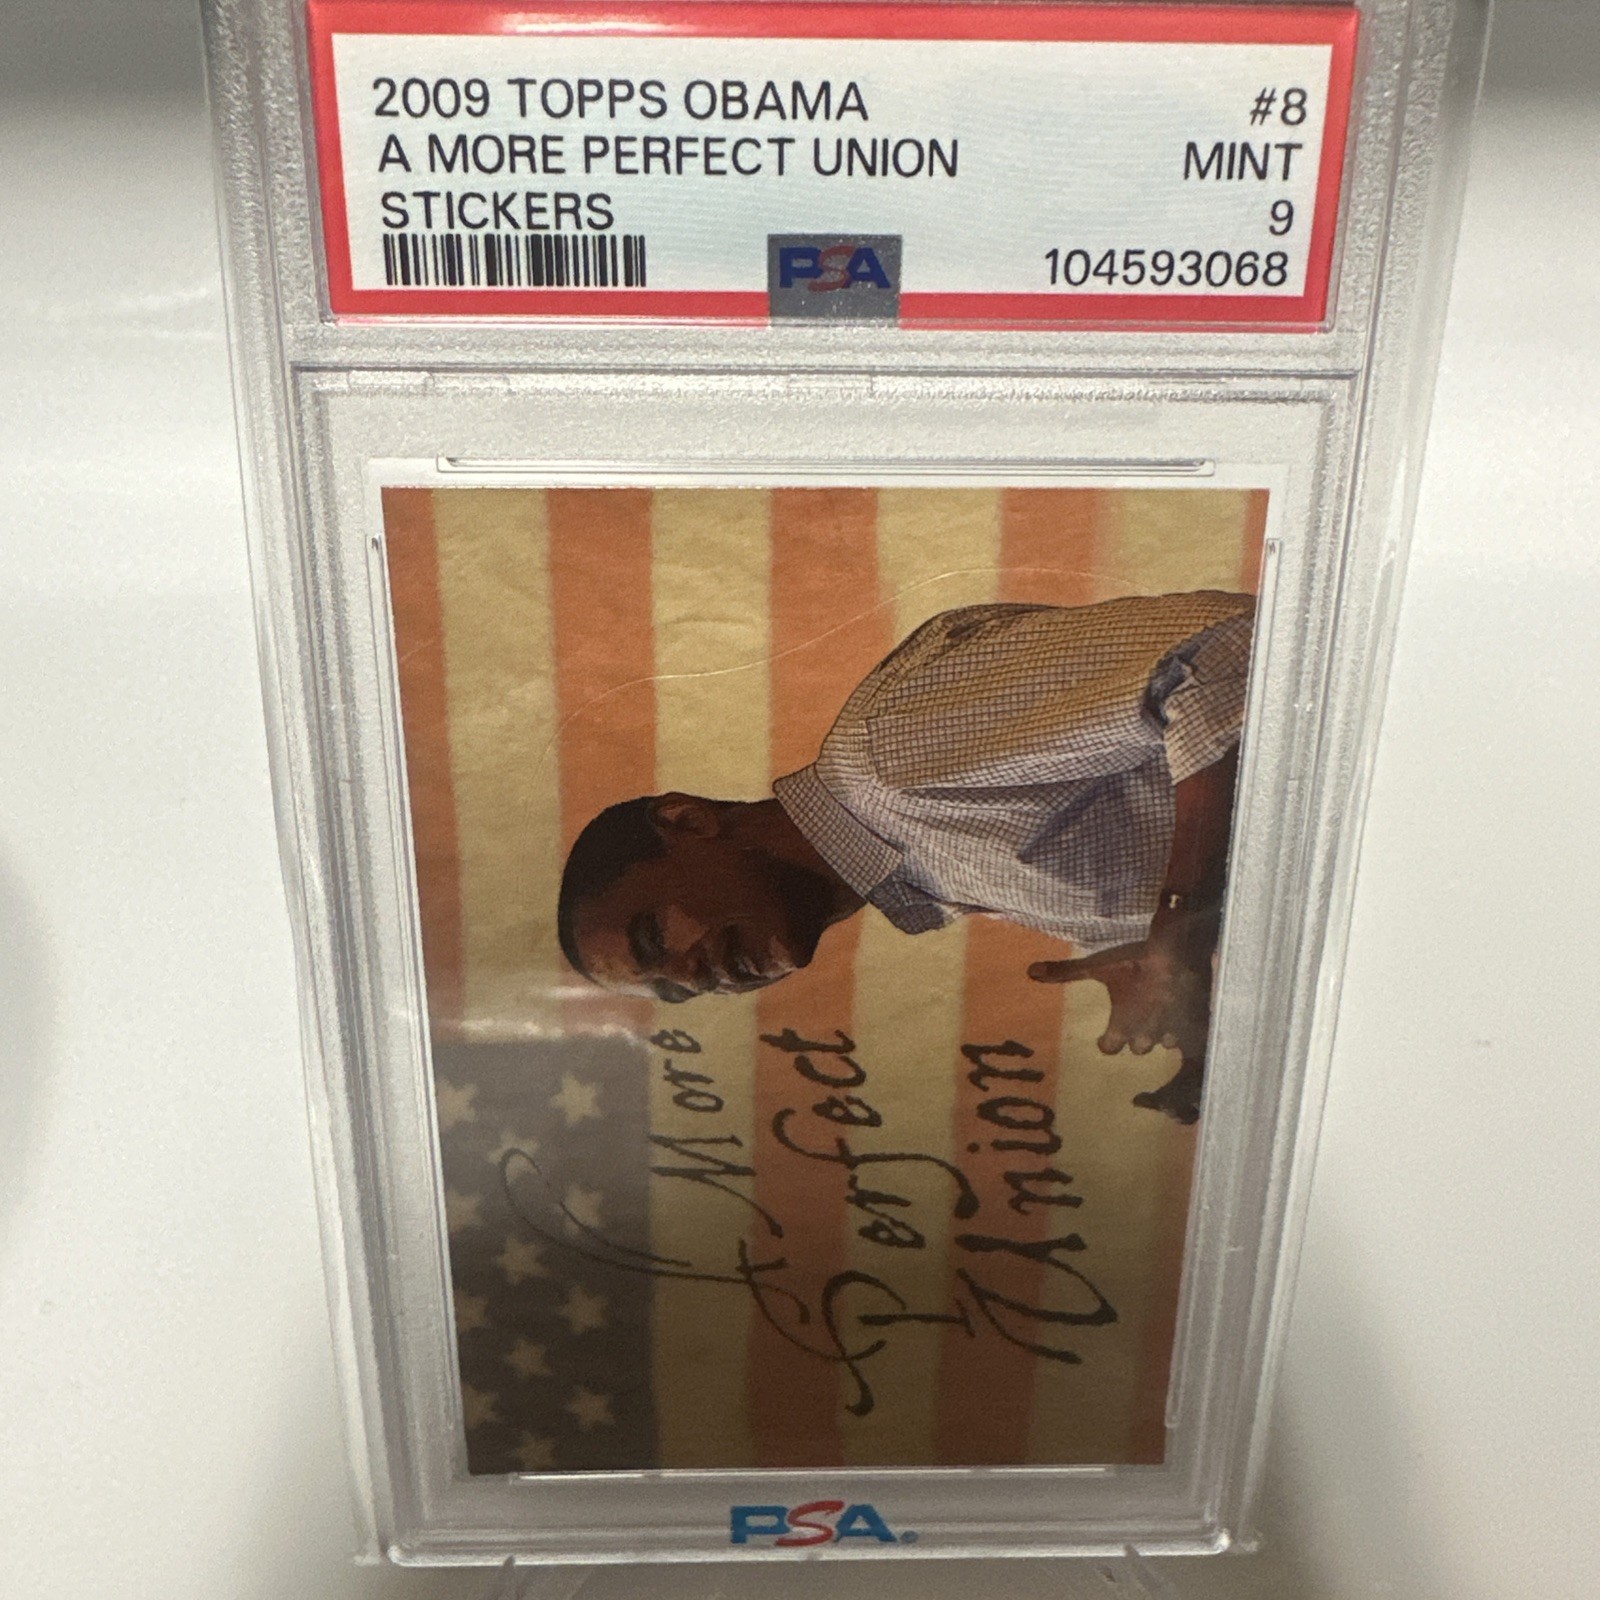 2009 TOPPS OBAMA #8
A MORE PERFECT UNION MINT
STICKERS 9
PSA 104593068
A More
Perfect
Union
PSA